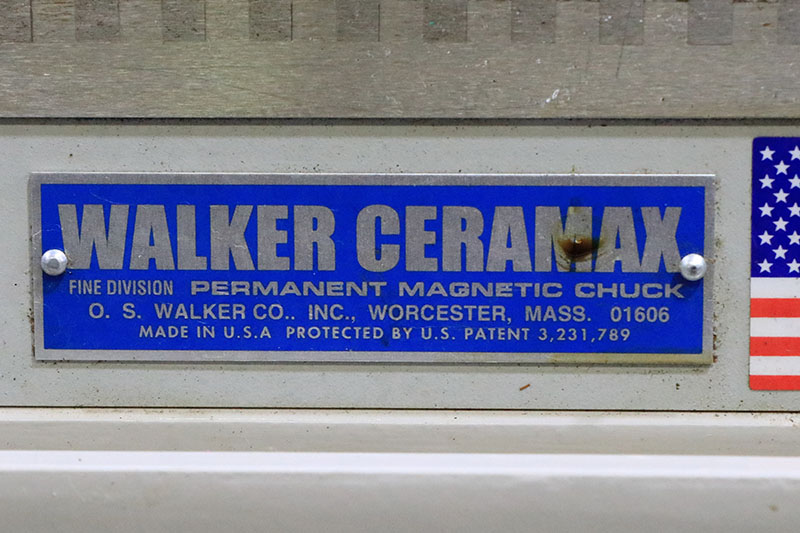 WALKER CERAMAX
FINE DIVISION PERMANENT MAGNETIC CHUCK
O. S. WALKER CO.. INC., WORCESTER, MASS. 01606
MADE IN U.S.A PROTECTED BY U.S. PATENT 3,231,789